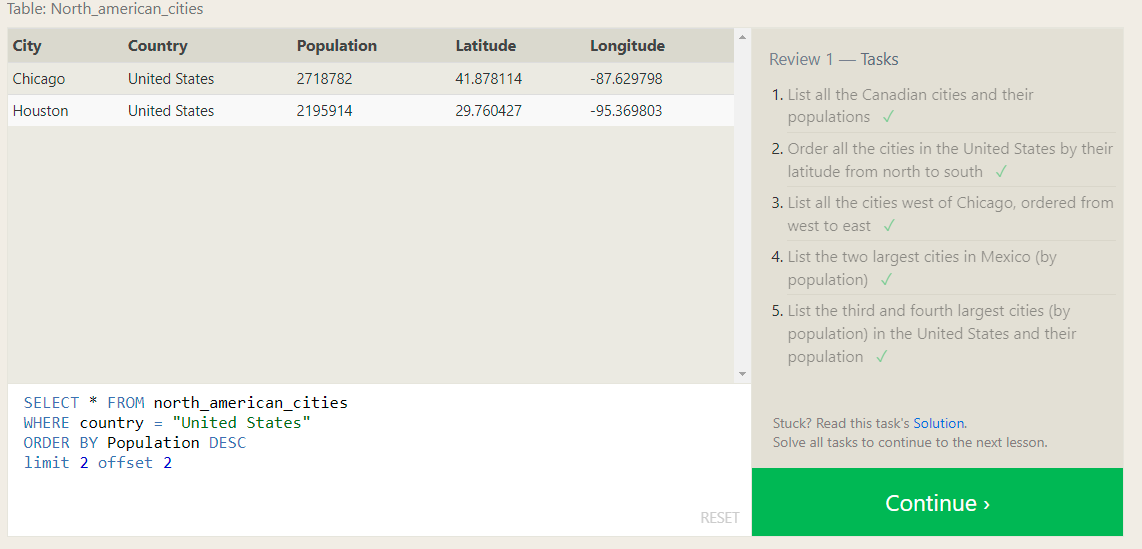 Table: North_american_cities
City Country Population Latitude Longitude
Chicago United States 2718782 41.878114 -87.629798
Houston United States 2195914 29.760427 -95.369803
SELECT * FROM north_american_cities
WHERE country = "United States"
ORDER BY Population DESC
limit 2 offset 2
RESET
Review 1 — Tasks
1. List all the Canadian cities and their
populations ✓
2. Order all the cities in the United States by their
latitude from north to south ✓
3. List all the cities west of Chicago, ordered from
west to east ✓
4. List the two largest cities in Mexico (by
population) ✓
5. List the third and fourth largest cities (by
population) in the United States and their
population ✓
Stuck? Read this task's Solution.
Solve all tasks to continue to the next lesson.
Continue ›